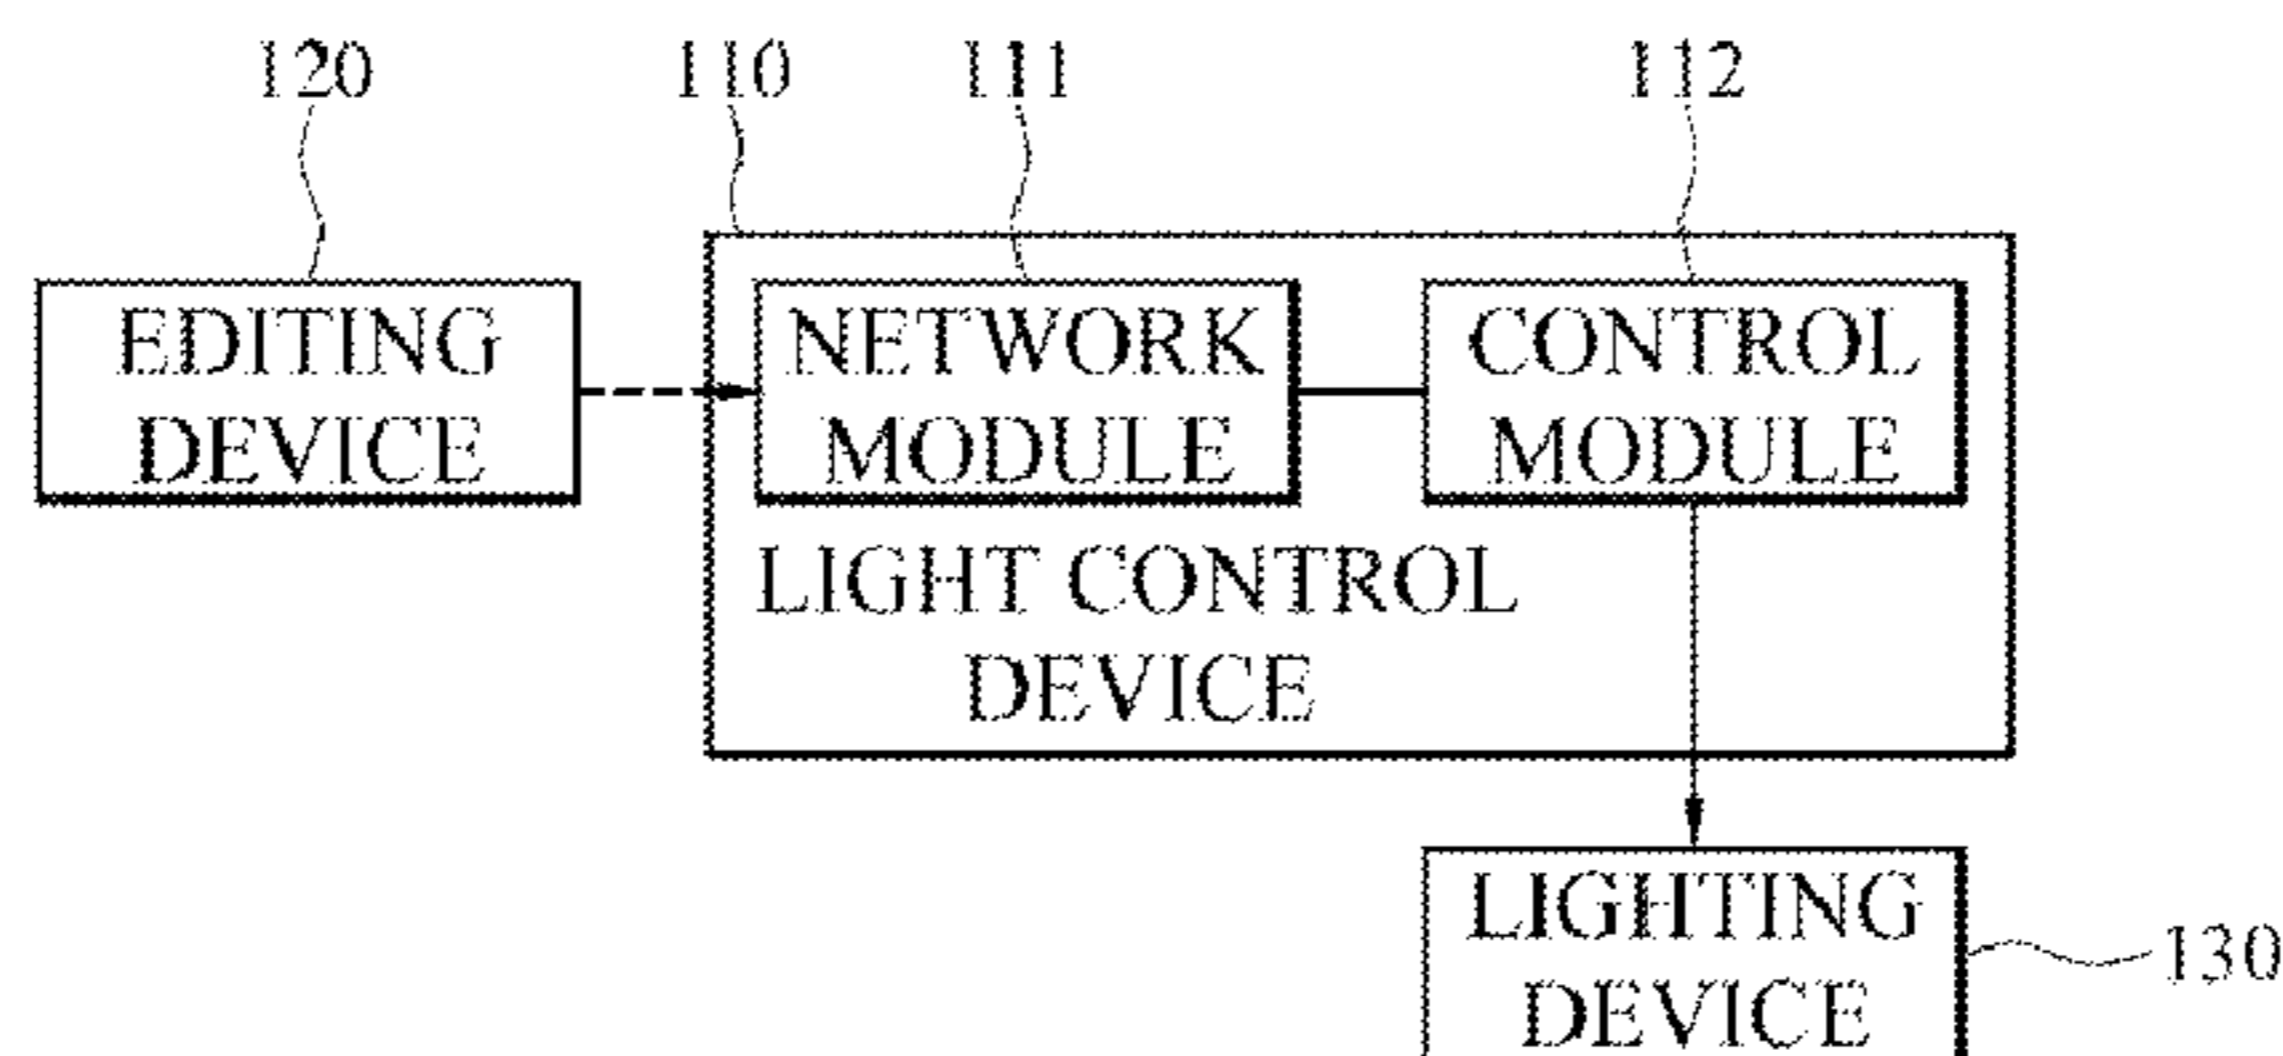 120
110
111
112
EDITING
DEVICE
NETWORK
MODULE
CONTROL
MODULE
LIGHT CONTROL
DEVICE
LIGHTING
DEVICE
130